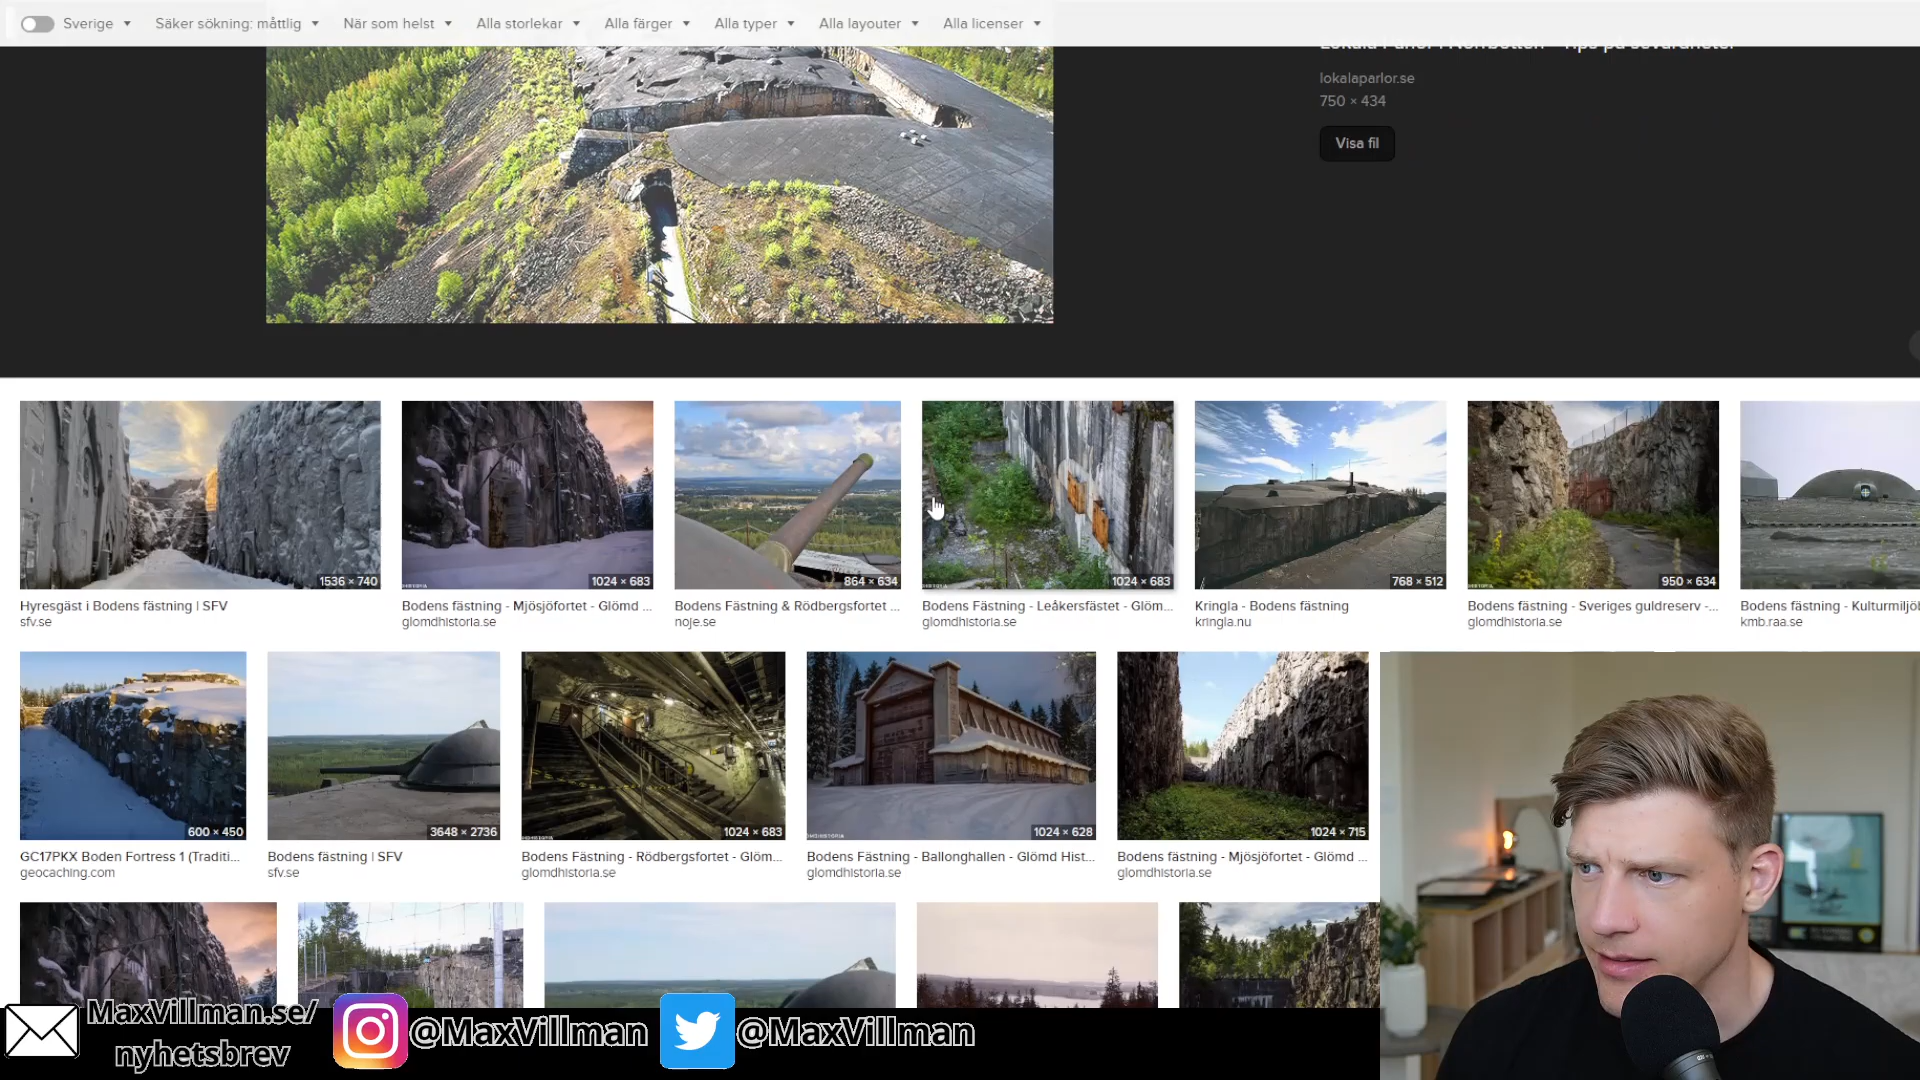 Sverige
Säker sökning: måttlig
När som helst
Alla storlekar
Alla färger
Alla typer
Alla layouter
Alla licenser
lokalaparlor.se
750 × 434
Visa fil
1536 × 740
1024 × 683
864 × 634
1024 × 683
768 × 512
950 × 634
Hyresgäst i Bodens fästning | SFV
sfv.se
Bodens fästning - Mjösjöfortet - Glömd ...
glomdhistoria.se
Bodens Fästning & Rödbergsfortet ...
noje.se
Bodens Fästning - Leåkersfästet - Glöm...
glomdhistoria.se
Kringla - Bodens fästning
kringla.nu
Bodens fästning - Sveriges guldreserv -...
glomdhistoria.se
Bodens fästning - Kulturmiljö
kmb.raa.se
600 × 450
3648 × 2736
1024 × 683
1024 × 628
1024 × 715
GC17PKX Boden Fortress 1 (Traditi...
geocaching.com
Bodens fästning | SFV
sfv.se
Bodens Fästning - Rödbergsfortet - Glöm...
glomdhistoria.se
Bodens Fästning - Ballonghallen - Glömd Hist...
glomdhistoria.se
Bodens fästning - Mjösjöfortet - Glömd ...
glomdhistoria.se
MaxVillman.se/
nyhetsbrev
@MaxVillman
@MaxVillman